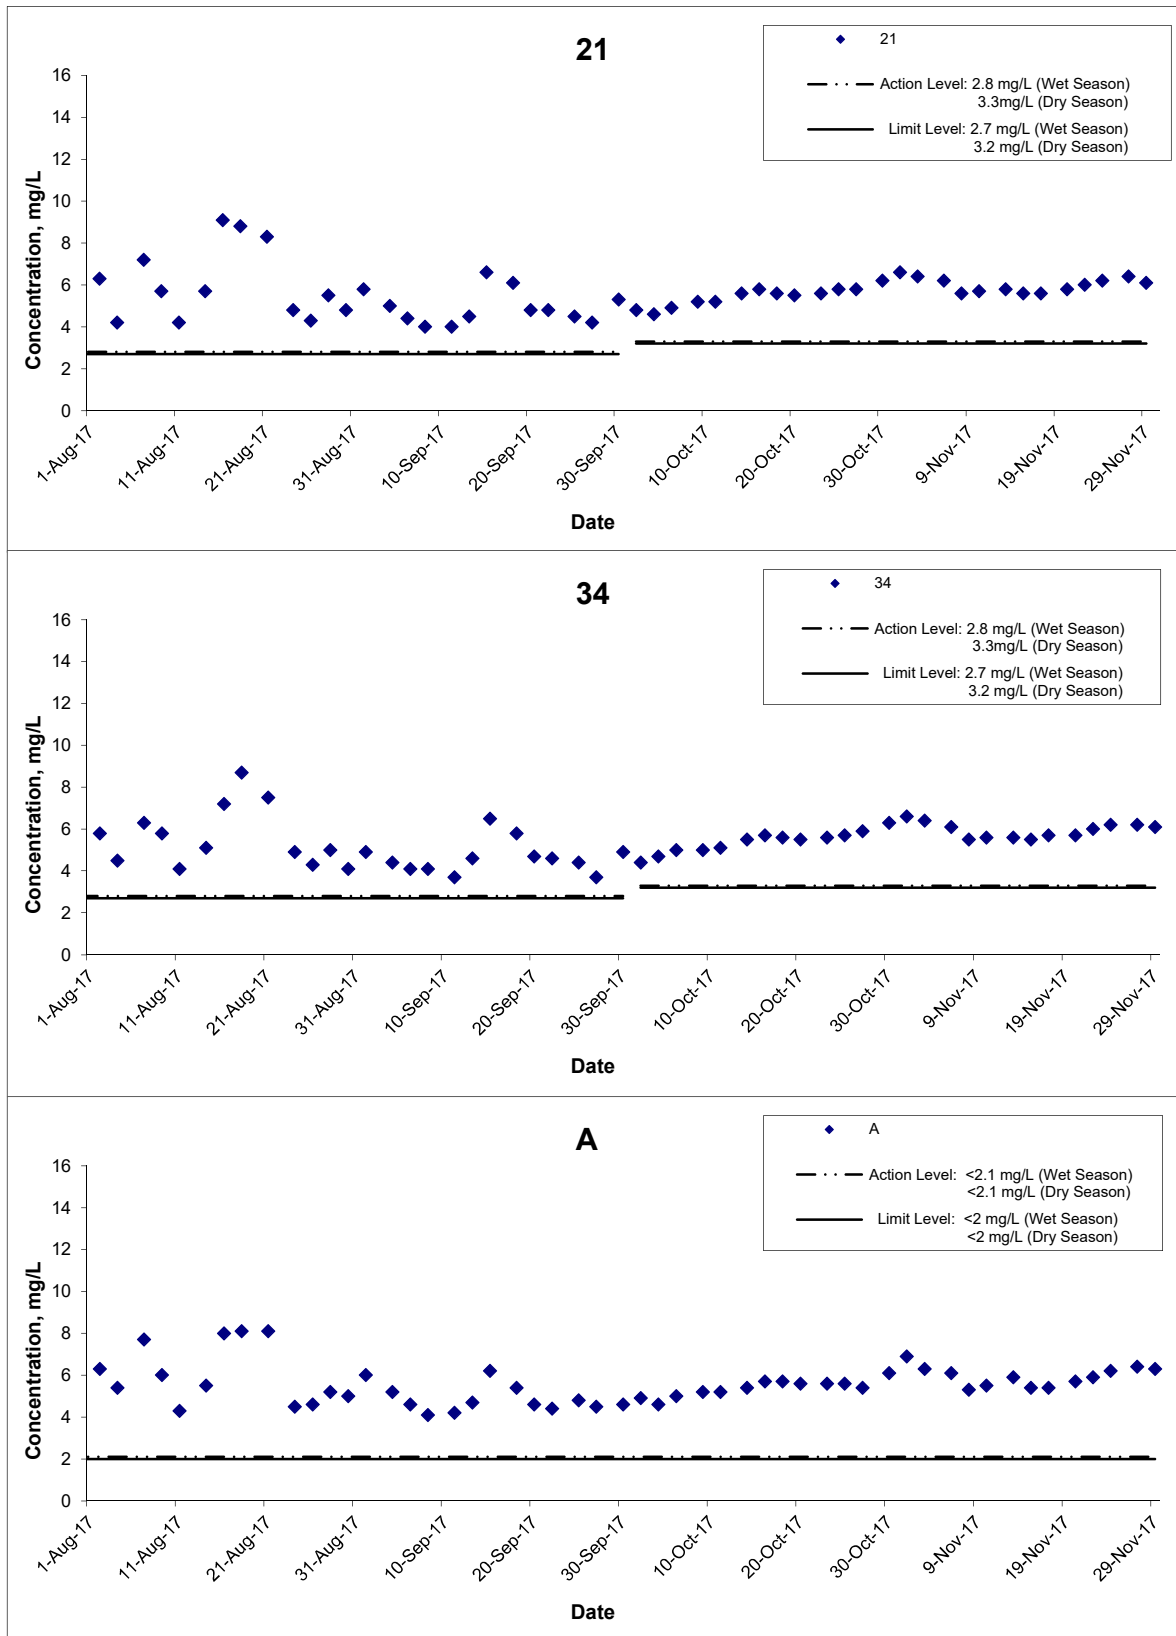 21
21
Action Level: 2.8 mg/L (Wet Season)
3.3mg/L (Dry Season)
Limit Level: 2.7 mg/L (Wet Season)
3.2 mg/L (Dry Season)
Concentration, mg/L
16
14
12
10
8
6
4
2
0
1-Aug-17
11-Aug-17
21-Aug-17
31-Aug-17
10-Sep-17
20-Sep-17
30-Sep-17
10-Oct-17
20-Oct-17
30-Oct-17
9-Nov-17
19-Nov-17
29-Nov-17
Date
34
34
Action Level: 2.8 mg/L (Wet Season)
3.3mg/L (Dry Season)
Limit Level: 2.7 mg/L (Wet Season)
3.2 mg/L (Dry Season)
Concentration, mg/L
16
14
12
10
8
6
4
2
0
1-Aug-17
11-Aug-17
21-Aug-17
31-Aug-17
10-Sep-17
20-Sep-17
30-Sep-17
10-Oct-17
20-Oct-17
30-Oct-17
9-Nov-17
19-Nov-17
29-Nov-17
Date
A
A
Action Level: <2.1 mg/L (Wet Season)
<2.1 mg/L (Dry Season)
Limit Level: <2 mg/L (Wet Season)
<2 mg/L (Dry Season)
Concentration, mg/L
16
14
12
10
8
6
4
2
0
1-Aug-17
11-Aug-17
21-Aug-17
31-Aug-17
10-Sep-17
20-Sep-17
30-Sep-17
10-Oct-17
20-Oct-17
30-Oct-17
9-Nov-17
19-Nov-17
29-Nov-17
Date